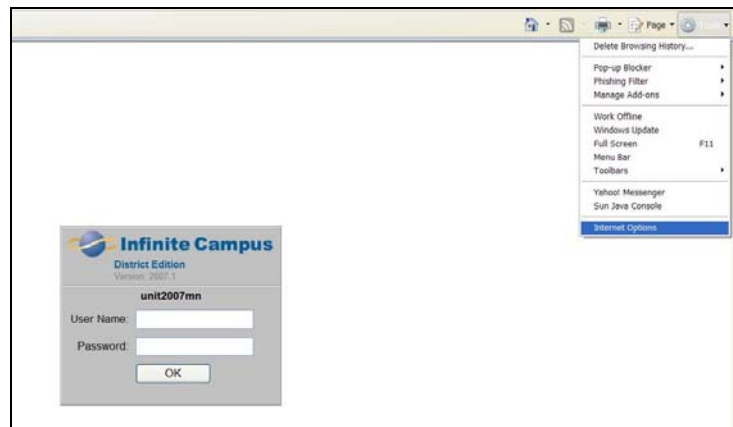 Page
Delete Browsing History...
Pop-up Blocker
Phishing Filter
Manage Add-ons
Work Offline
Windows Update
Full Screen F11
Menu Bar
Toolbars
Yahoo! Messenger
Sun Java Console
Internet Options
Infinite Campus
District Edition
Version 2007.1
unit2007mn
User Name:
Password:
OK